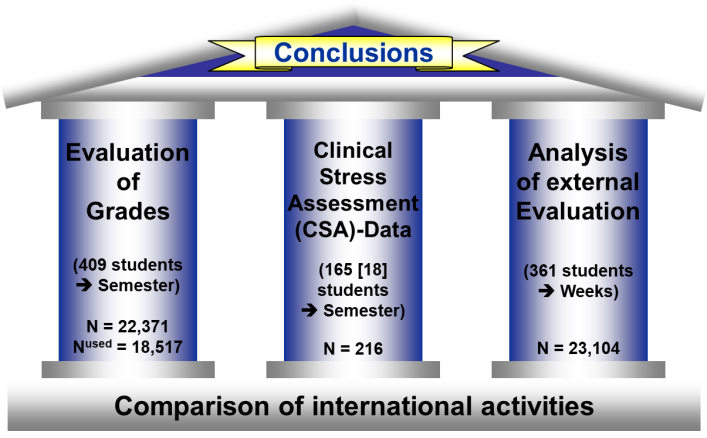 Conclusions
Evaluation
of
Grades
(409 students
➔ Semester)
N = 22,371
Nᵘˢᵉᵈ = 18,517
Clinical
Stress
Assessment
(CSA)-Data
(165 [18]
students
➔ Semester)
N = 216
Analysis
of external
Evaluation
(361 students
➔ Weeks)
N = 23,104
Comparison of international activities